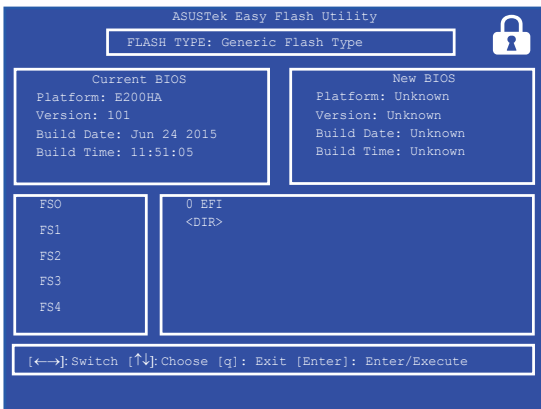 ASUSTek Easy Flash Utility
FLASH TYPE: Generic Flash Type
Current BIOS
Platform: E200HA
Version: 101
Build Date: Jun 24 2015
Build Time: 11:51:05
New BIOS
Platform: Unknown
Version: Unknown
Build Date: Unknown
Build Time: Unknown
FSO
FS1
FS2
FS3
FS4
0 EFI
<DIR>
[←→]: Switch [↑↓]: Choose [q]: Exit [Enter]: Enter/Execute